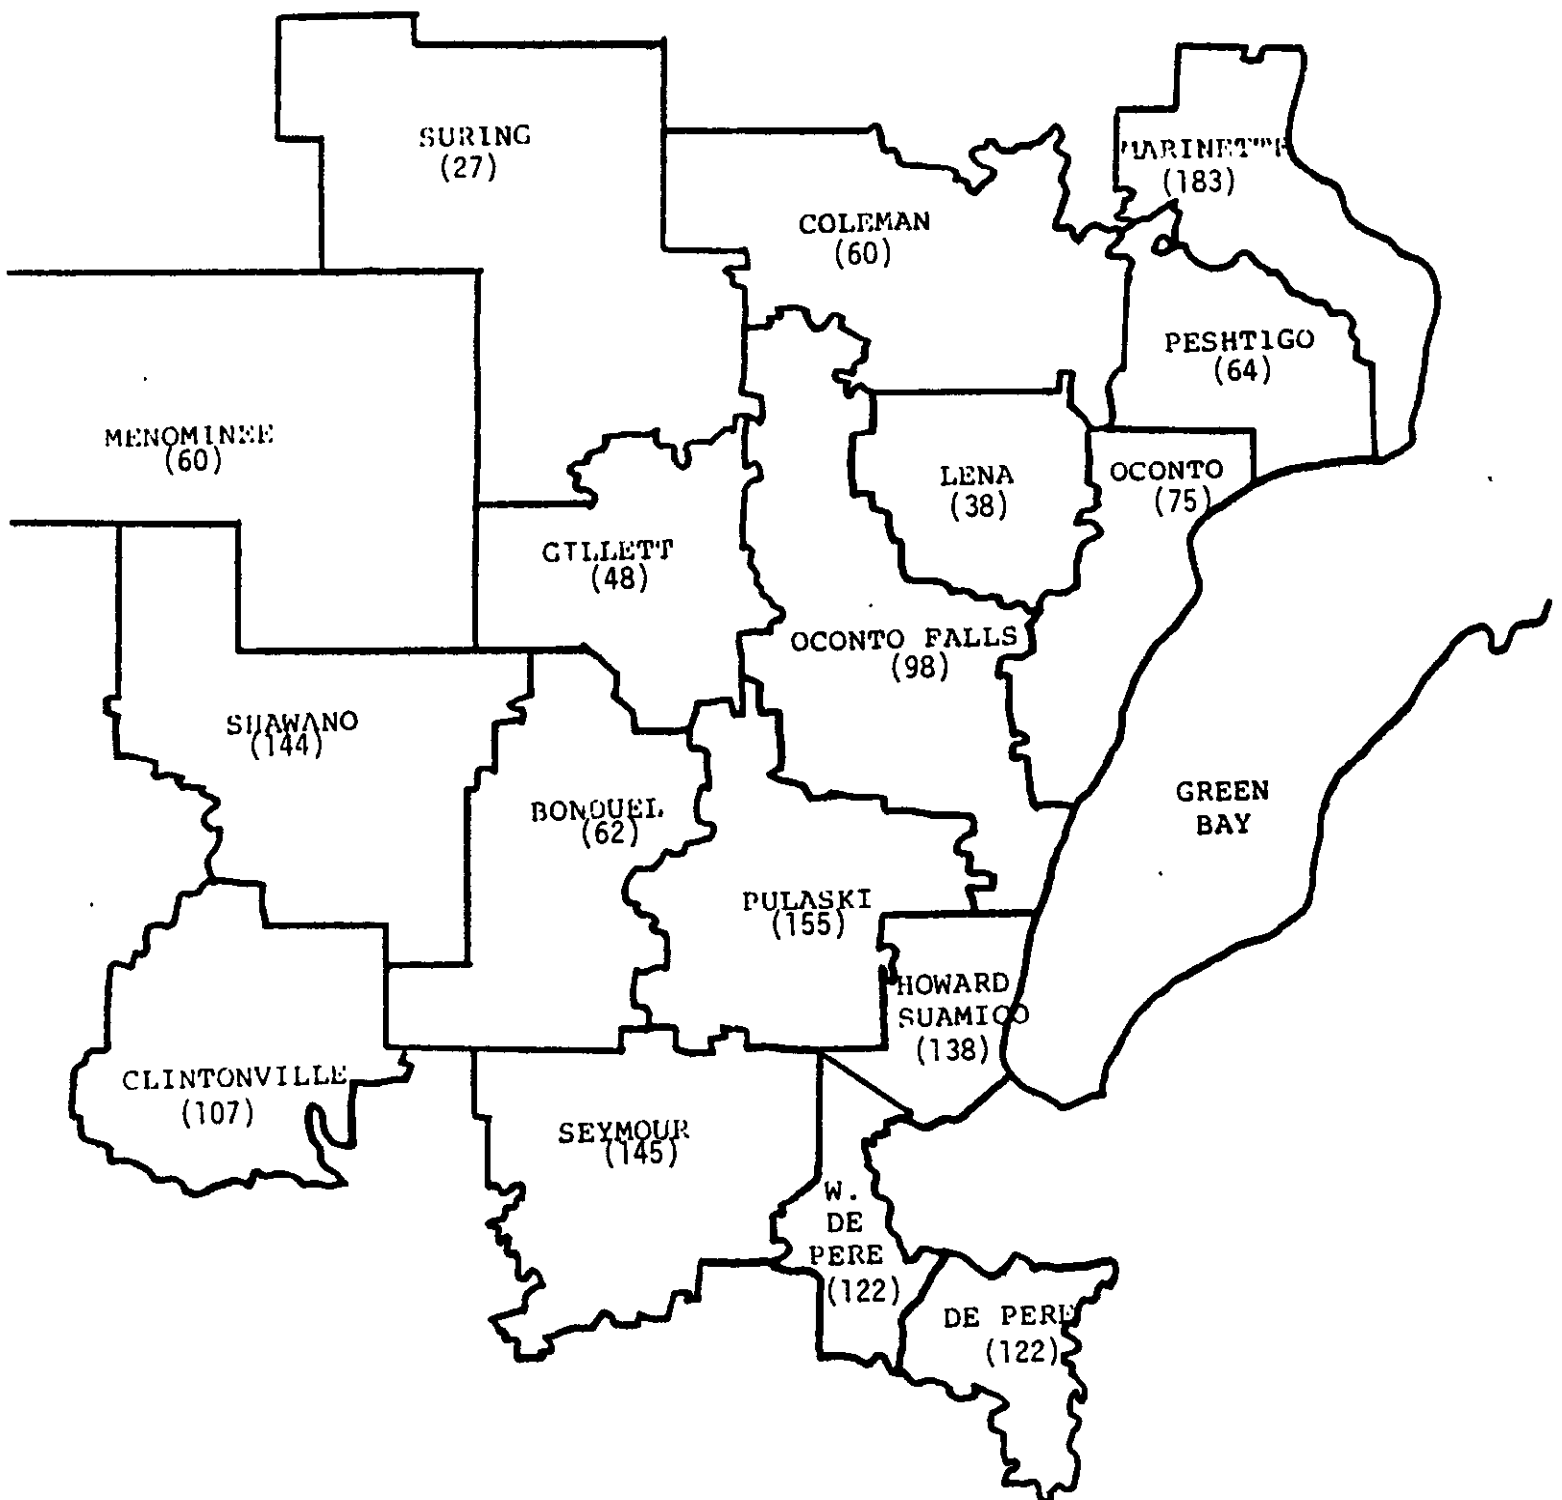 SURING
(27)
MARINETTE
(183)
COLEMAN
(60)
PESHTIGO
(64)
MENOMINEE
(60)
LENA
(38)
OCONTO
(75)
GILLETT
(48)
OCONTO FALLS
(98)
SHAWANO
(144)
BONDUEL
(62)
GREEN
BAY
PULASKI
(155)
HOWARD
SUAMICO
(138)
CLINTONVILLE
(107)
SEYMOUR
(145)
W.
DE
PERE
(122)
DE PERE
(122)